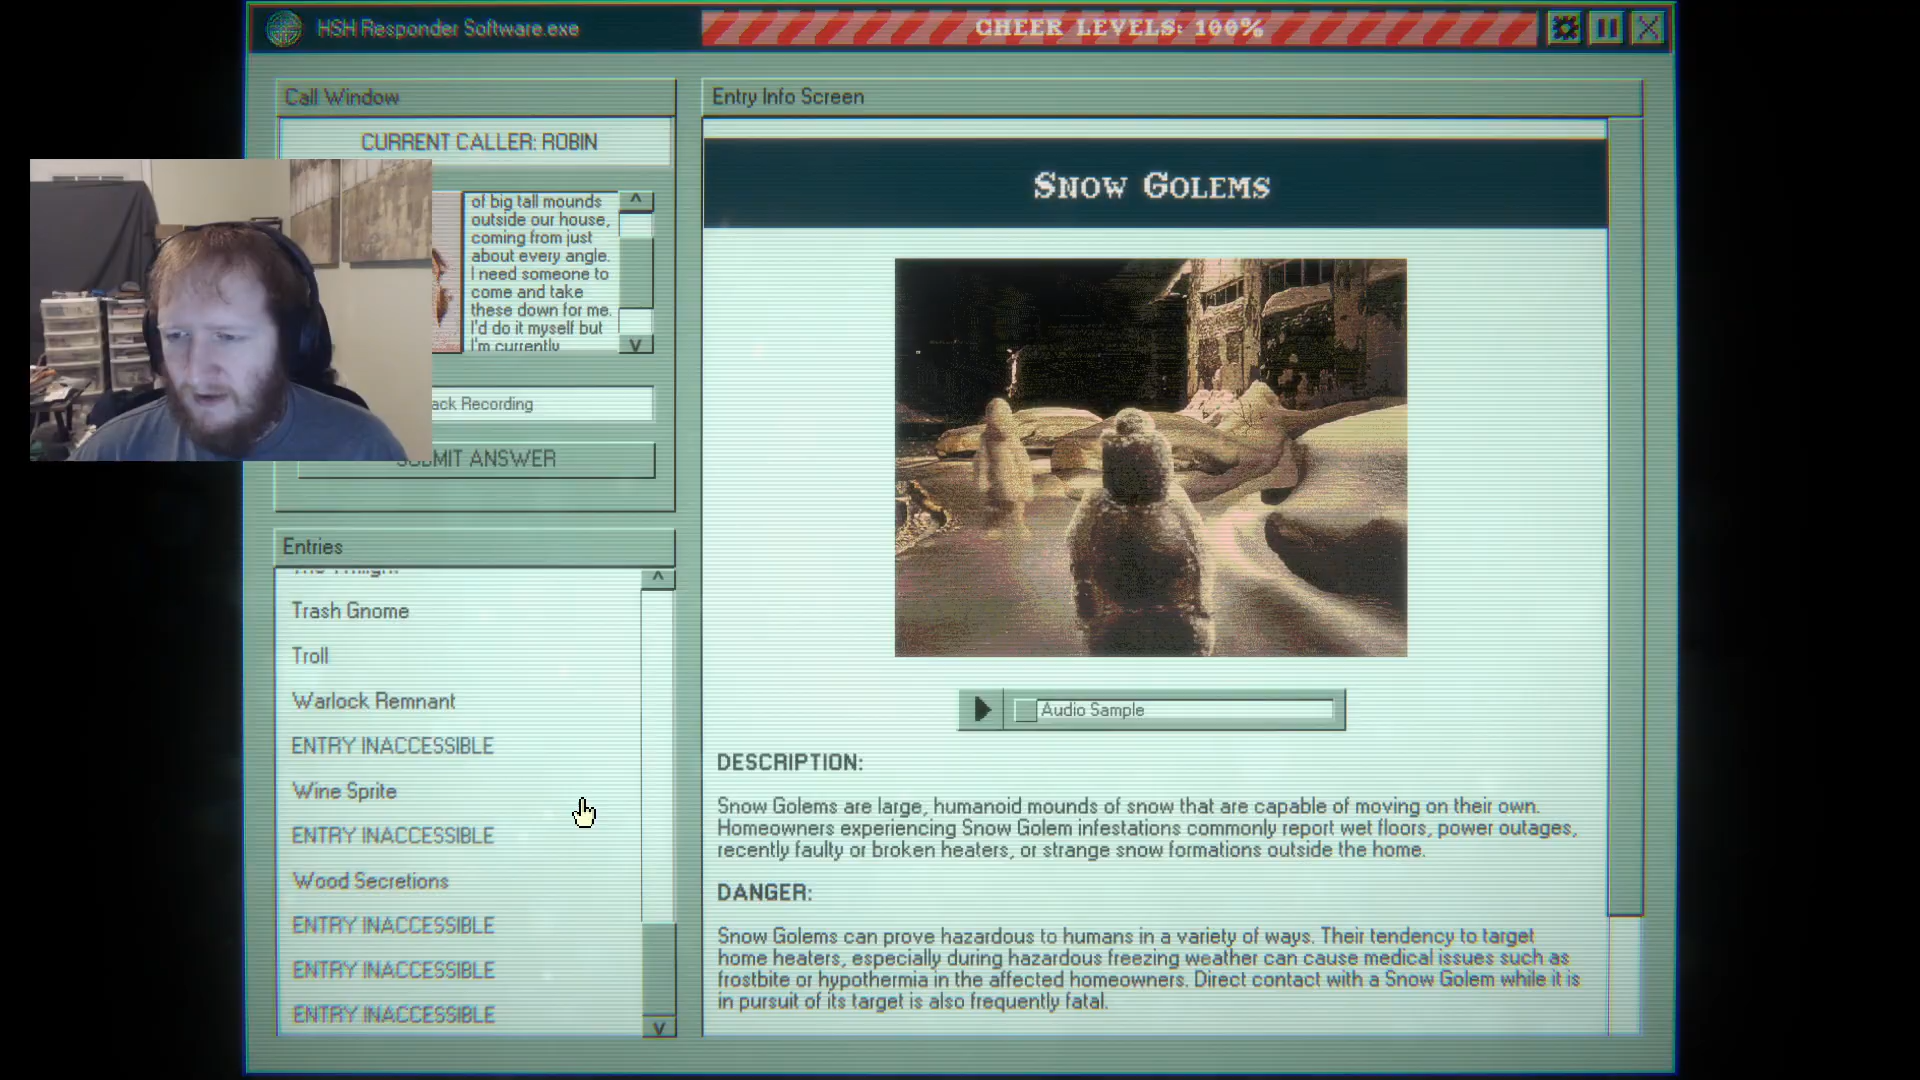 HSH Responder Software.exe
CHEER LEVELS: 100%
Call Window
CURRENT CALLER: ROBIN
of big tall mounds
outside our house,
coming from just
about every angle.
I need someone to
come and take
these down for me.
I'd do it myself but
I'm currently
ack Recording
SUBMIT ANSWER
Entries
Trash Gnome
Troll
Warlock Remnant
ENTRY INACCESSIBLE
Wine Sprite
ENTRY INACCESSIBLE
Wood Secretions
ENTRY INACCESSIBLE
ENTRY INACCESSIBLE
ENTRY INACCESSIBLE
Entry Info Screen
SNOW GOLEMS
Audio Sample
DESCRIPTION:
Snow Golems are large, humanoid mounds of snow that are capable of moving on their own.
Homeowners experiencing Snow Golem infestations commonly report wet floors, power outages,
recently faulty or broken heaters, or strange snow formations outside the home.
DANGER:
Snow Golems can prove hazardous to humans in a variety of ways. Their tendency to target
home heaters, especially during hazardous freezing weather can cause medical issues such as
frostbite or hypothermia in the affected homeowners. Direct contact with a Snow Golem while it is
in pursuit of its target is also frequently fatal.